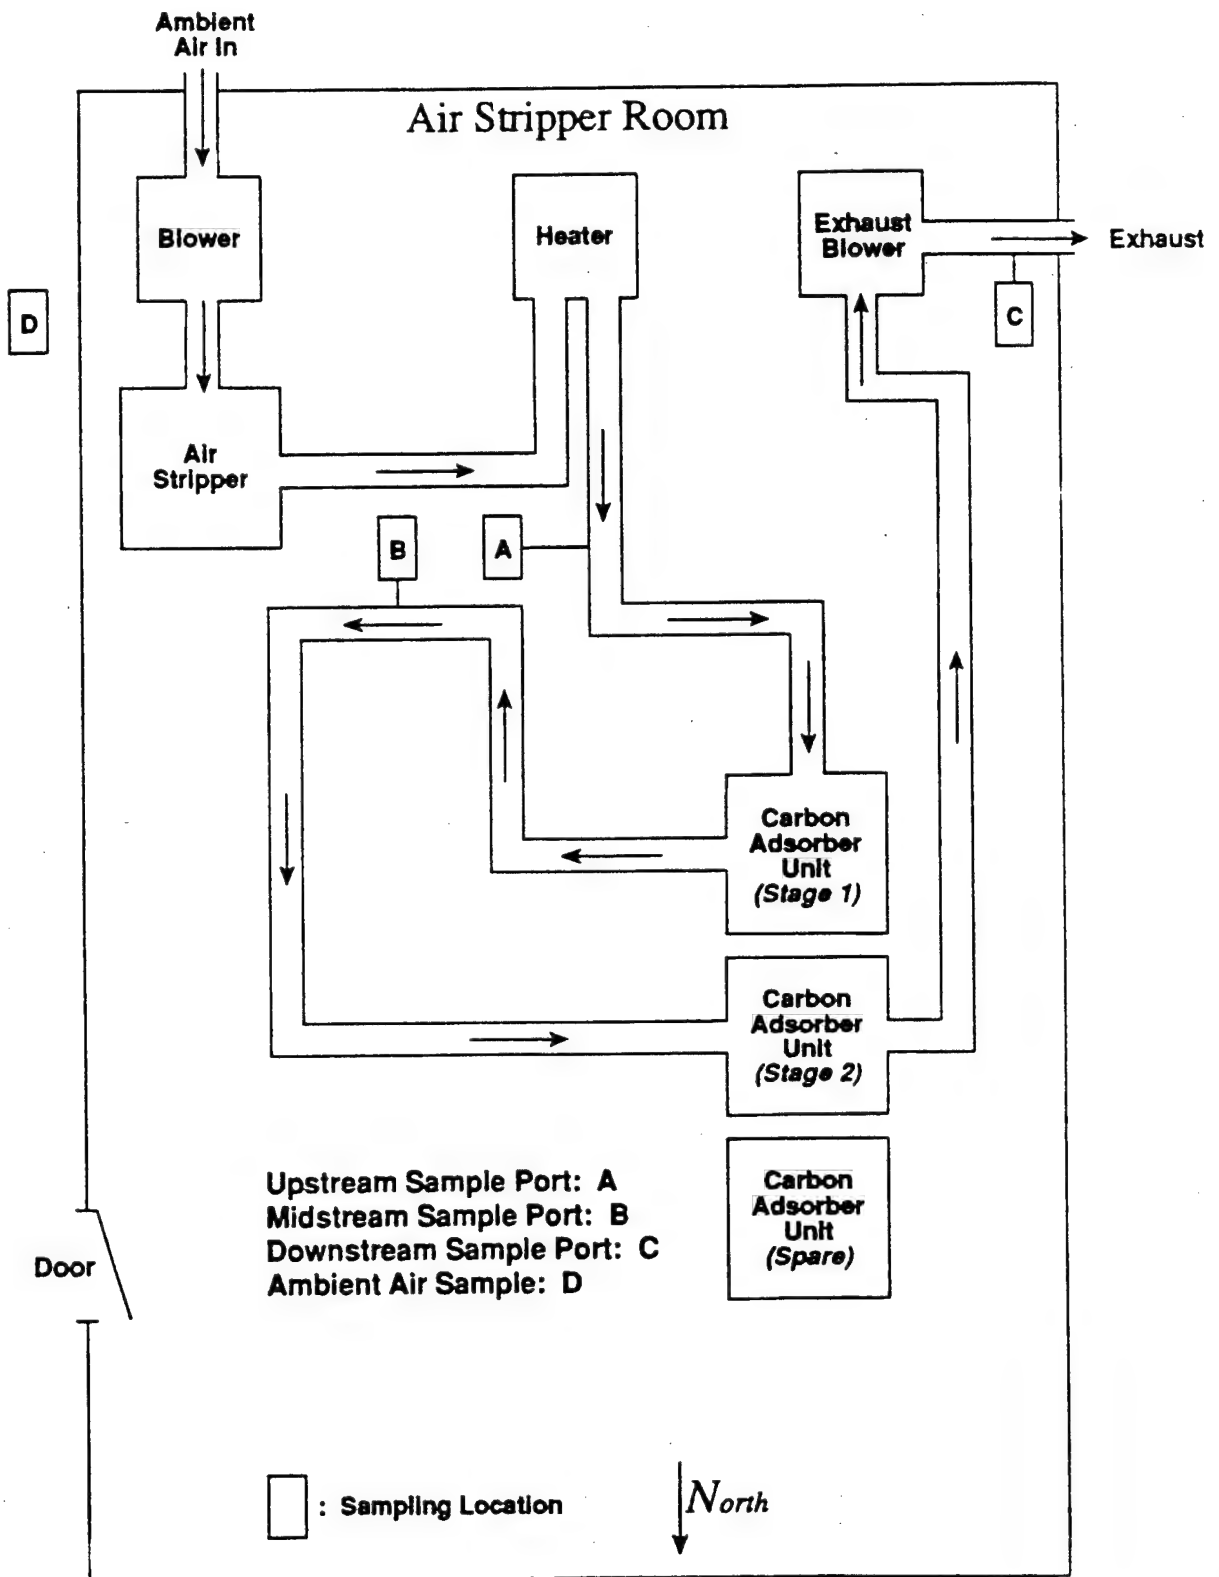 Ambient
Air In
Air Stripper Room
Blower
Heater
Exhaust
Blower
Exhaust
D
C
Air
Stripper
B
A
Carbon
Adsorber
Unit
(Stage 1)
Carbon
Adsorber
Unit
(Stage 2)
Upstream Sample Port: A
Midstream Sample Port: B
Downstream Sample Port: C
Ambient Air Sample: D
Carbon
Adsorber
Unit
(Spare)
Door
: Sampling Location
North